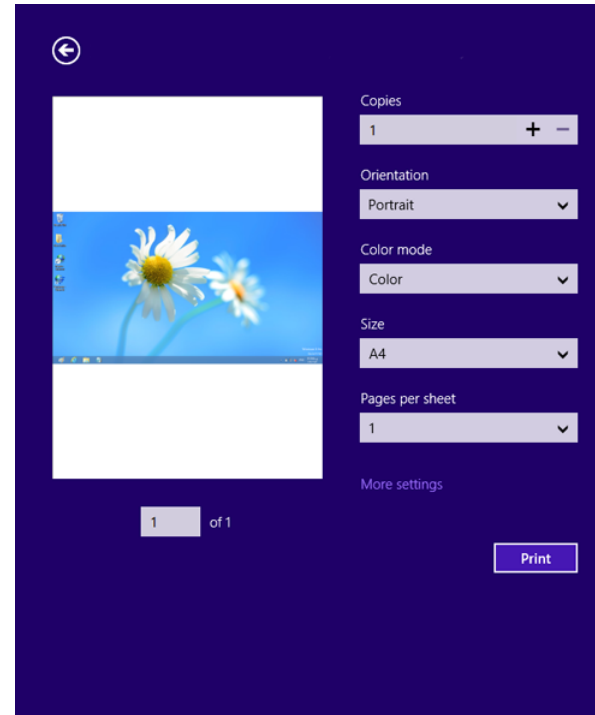 Copies
1
Orientation
Portrait
Color mode
Color
Size
A4
Pages per sheet
1
More settings
1 of 1
Print